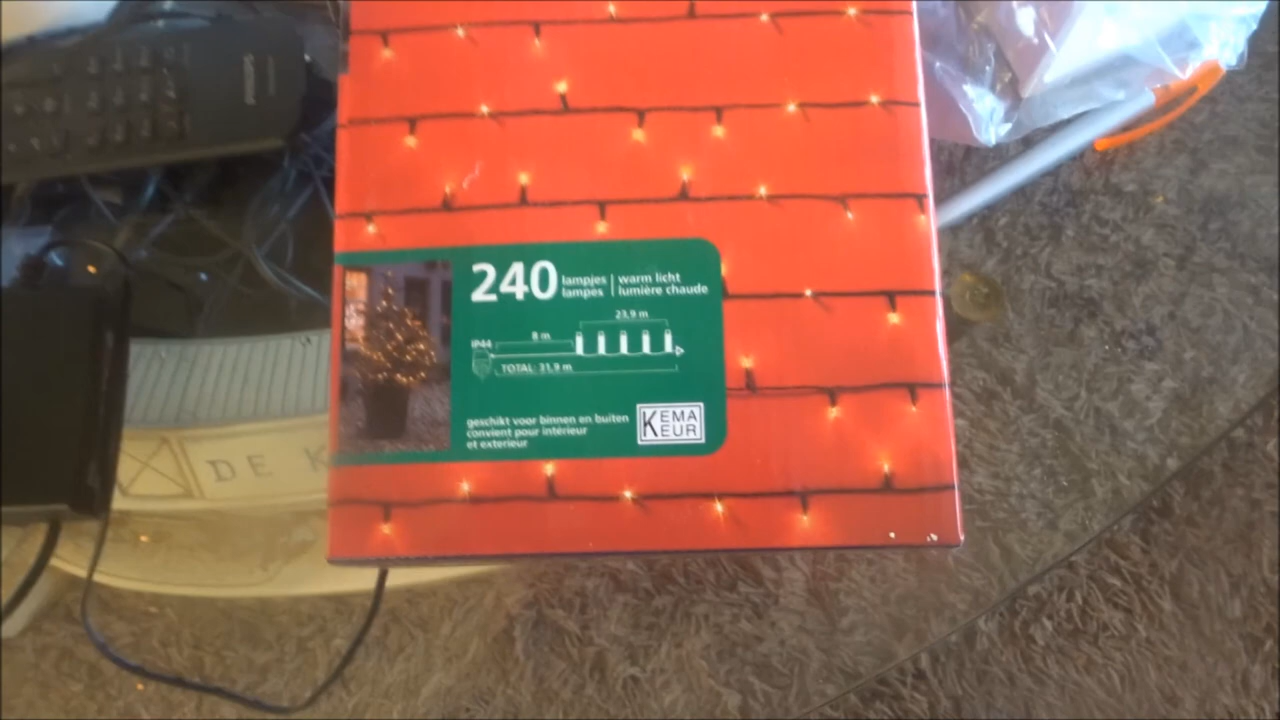 240 lampjes | warm licht
lampes | lumière chaude
23,9 m
8 m
IP44
TOTAL: 31,9 m
geschikt voor binnen en buiten
convient pour intérieur
et exterieur
KEMA
KEUR
DE K